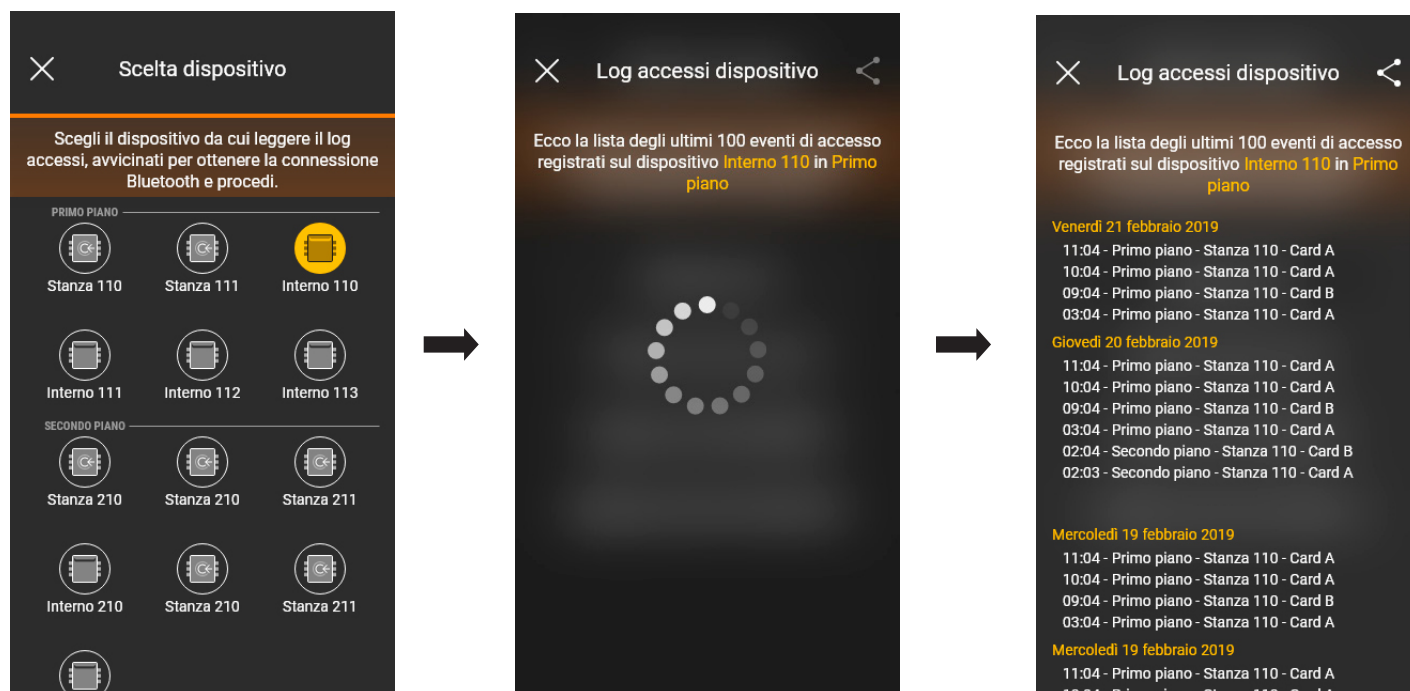 Scelta dispositivo
Scegli il dispositivo da cui leggere il log
accessi, avvicinati per ottenere la connessione
Bluetooth e procedi.
PRIMO PIANO
Stanza 110
Stanza 111
Interno 110
Interno 111
Interno 112
Interno 113
SECONDO PIANO
Stanza 210
Stanza 210
Stanza 211
Interno 210
Stanza 210
Stanza 211
Log accessi dispositivo
Ecco la lista degli ultimi 100 eventi di accesso
registrati sul dispositivo Interno 110 in Primo
piano
Log accessi dispositivo
Ecco la lista degli ultimi 100 eventi di accesso
registrati sul dispositivo Interno 110 in Primo
piano
Venerdì 21 febbraio 2019
11:04 - Primo piano - Stanza 110 - Card A
10:04 - Primo piano - Stanza 110 - Card A
09:04 - Primo piano - Stanza 110 - Card B
03:04 - Primo piano - Stanza 110 - Card A
Giovedì 20 febbraio 2019
11:04 - Primo piano - Stanza 110 - Card A
10:04 - Primo piano - Stanza 110 - Card A
09:04 - Primo piano - Stanza 110 - Card B
03:04 - Primo piano - Stanza 110 - Card A
02:04 - Secondo piano - Stanza 110 - Card B
02:03 - Secondo piano - Stanza 110 - Card A
Mercoledì 19 febbraio 2019
11:04 - Primo piano - Stanza 110 - Card A
10:04 - Primo piano - Stanza 110 - Card A
09:04 - Primo piano - Stanza 110 - Card B
03:04 - Primo piano - Stanza 110 - Card A
Mercoledì 19 febbraio 2019
11:04 - Primo piano - Stanza 110 - Card A